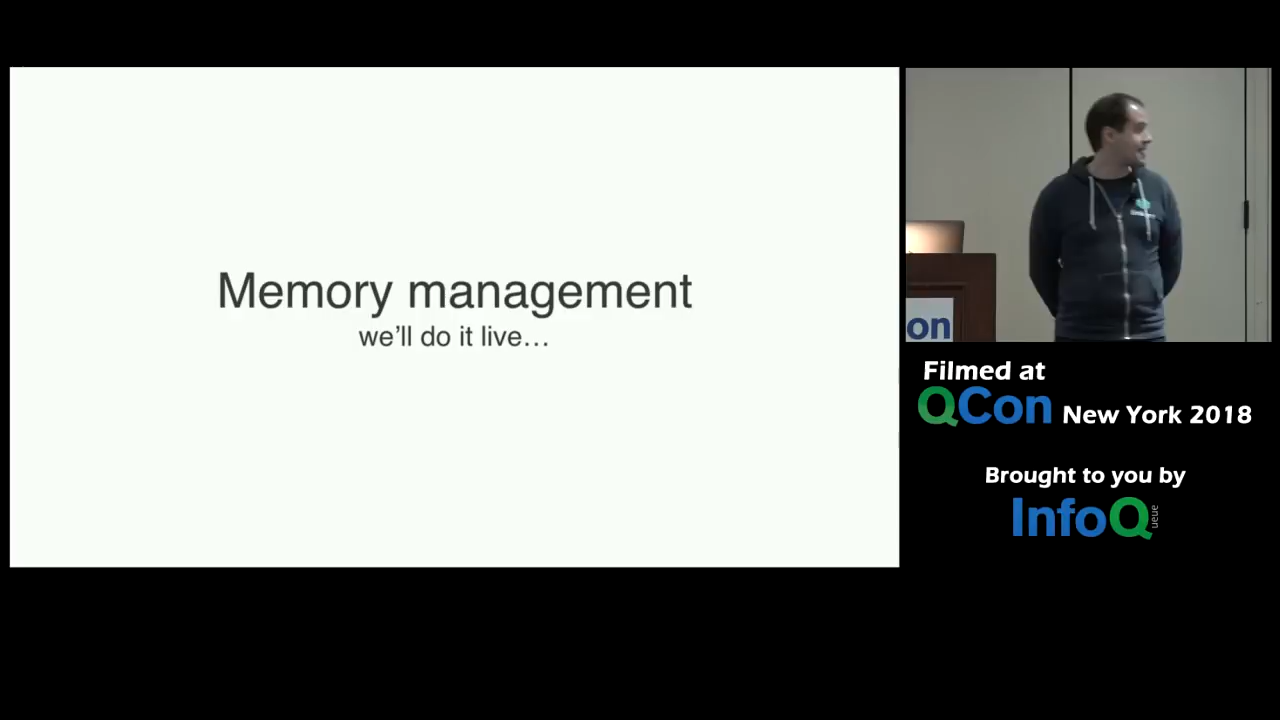 Memory management
we'll do it live...
on
Filmed at
QCon New York 2018
Brought to you by
InfoQ
ueue